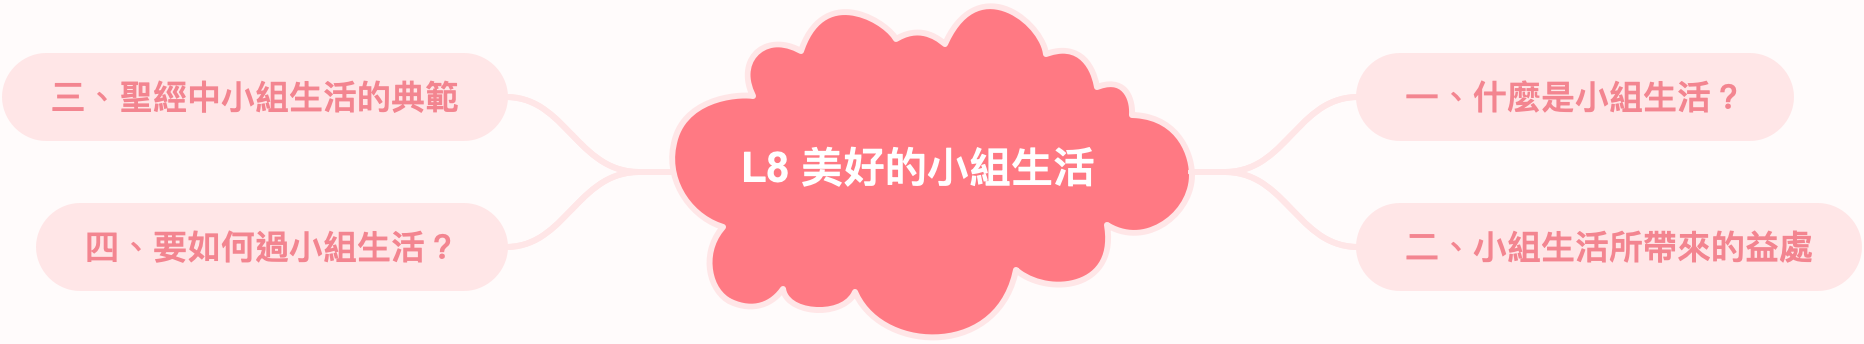 L8 美好的小組生活
一、什麼是小組生活？
二、小組生活所帶來的益處
三、聖經中小組生活的典範
四、要如何過小組生活？